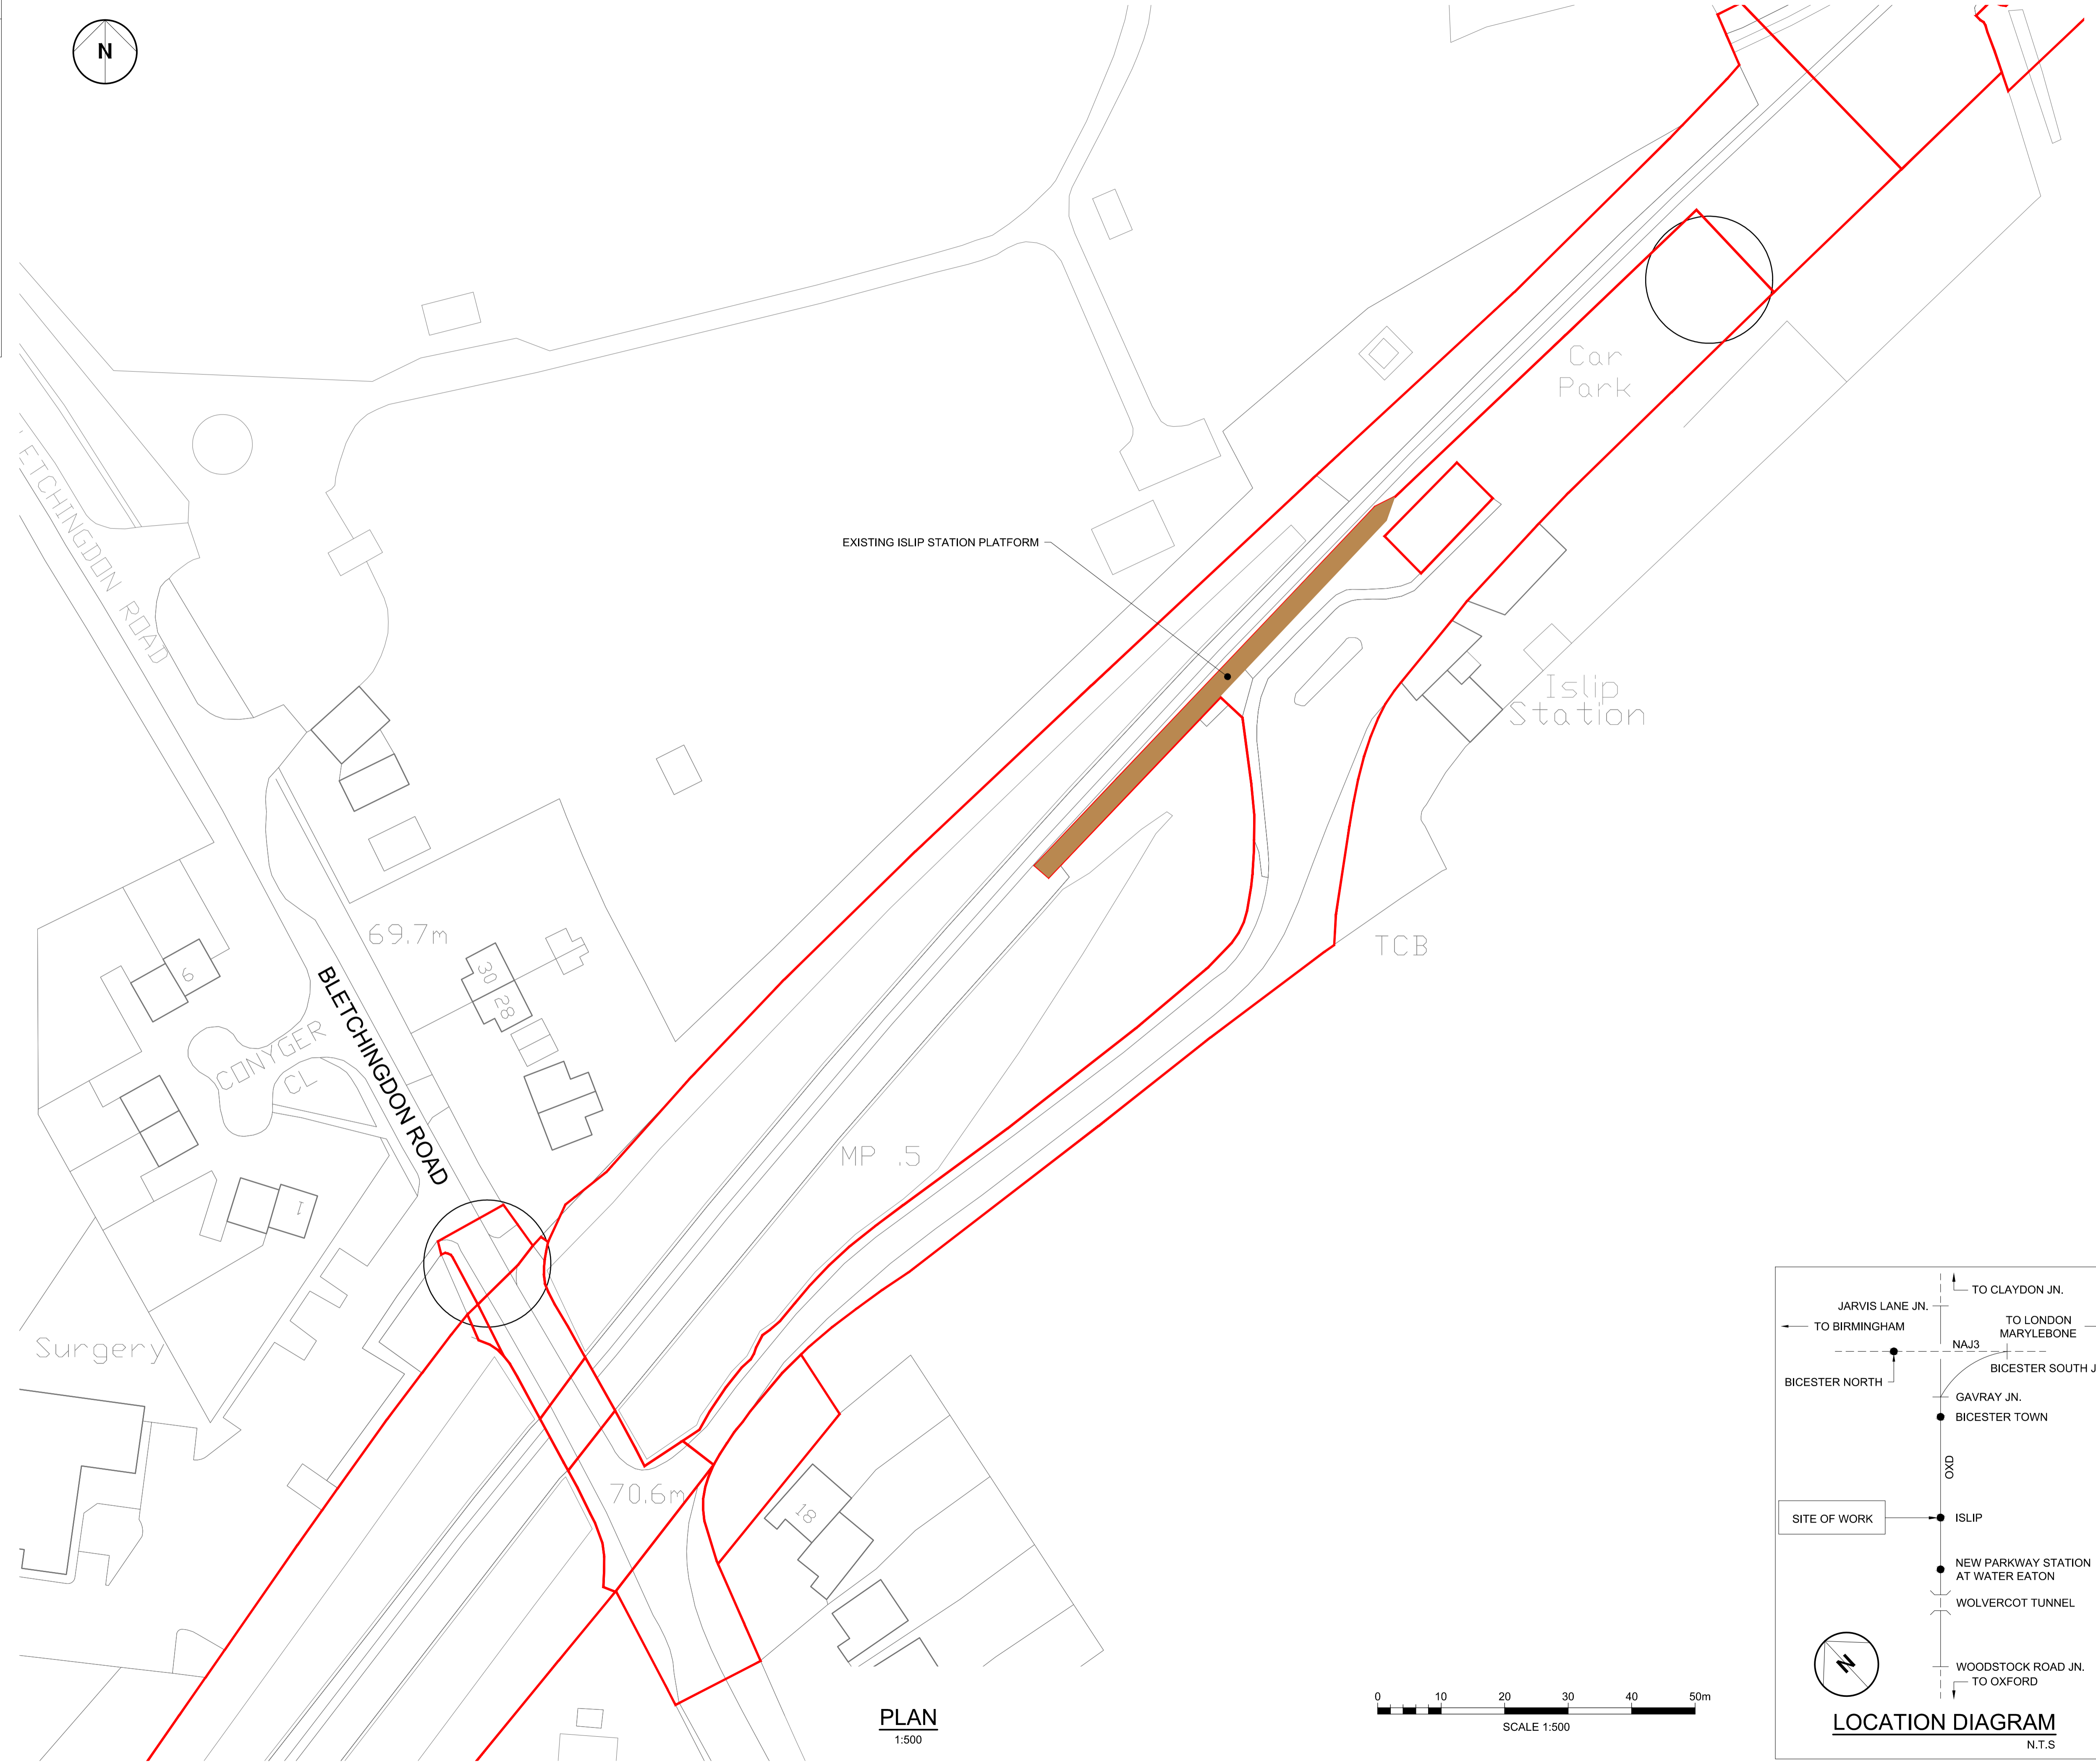 N
Car
Park
EXISTING ISLIP STATION PLATFORM
ETCHINGDON ROAD
Islip
Station
69.7m
TCB
30
28
9
BLETCHINGDON ROAD
CONYGER
CL
MP .5
1
Surgery
70.6m
18
TO CLAYDON JN.
JARVIS LANE JN.
TO BIRMINGHAM
TO LONDON
MARYLEBONE
NAJ3
BICESTER SOUTH J
BICESTER NORTH
GAVRAY JN.
BICESTER TOWN
OXD
SITE OF WORK
ISLIP
NEW PARKWAY STATION
AT WATER EATON
WOLVERCOT TUNNEL
N
WOODSTOCK ROAD JN.
TO OXFORD
LOCATION DIAGRAM
N.T.S
PLAN
1:500
0 10 20 30 40 50m
SCALE 1:500